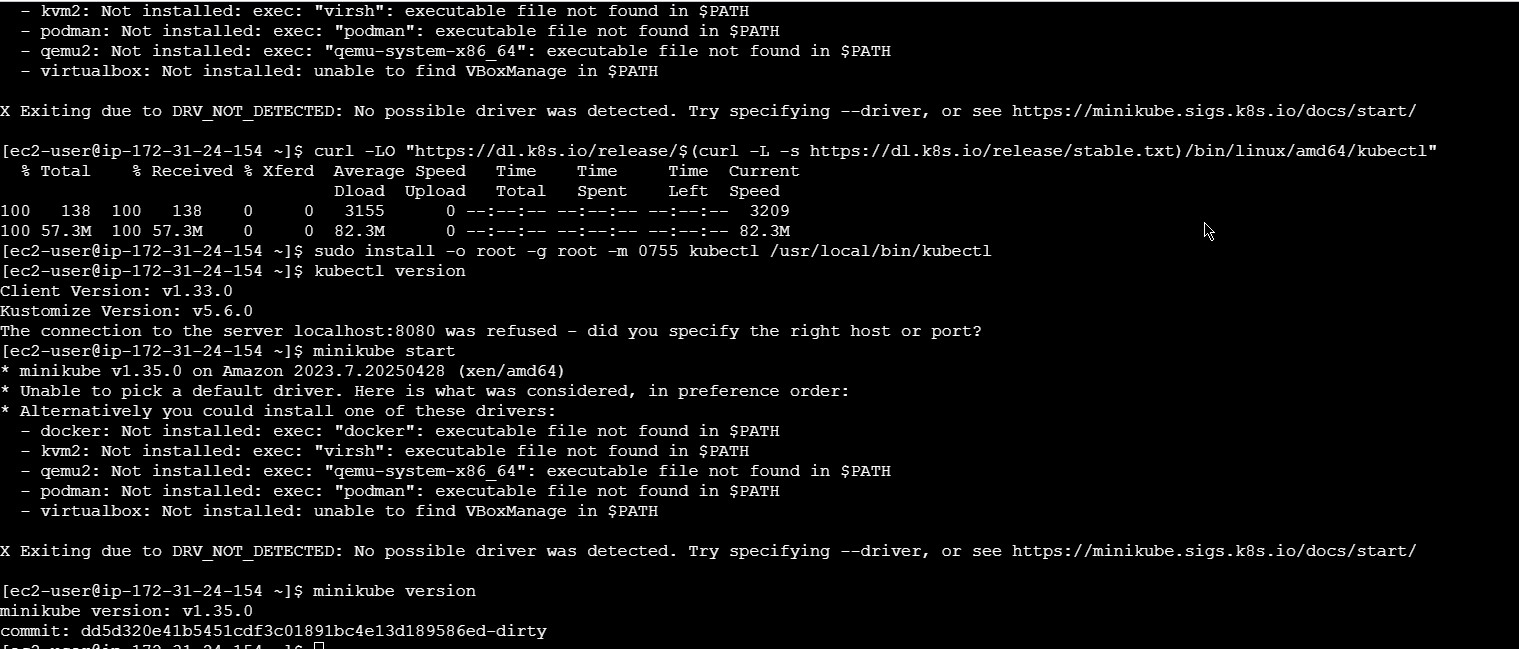 - kvm2: Not installed: exec: "virsh": executable file not found in $PATH
- podman: Not installed: exec: "podman": executable file not found in $PATH
- qemu2: Not installed: exec: "qemu-system-x86_64": executable file not found in $PATH
- virtualbox: Not installed: unable to find VBoxManage in $PATH
X Exiting due to DRV_NOT_DETECTED: No possible driver was detected. Try specifying --driver, or see https://minikube.sigs.k8s.io/docs/start/
[ec2-user@ip-172-31-24-154 ~]$ curl -LO "https://dl.k8s.io/release/$(curl -L -s https://dl.k8s.io/release/stable.txt)/bin/linux/amd64/kubectl"
% Total % Received % Xferd Average Speed Time Time Time Current
Dload Upload Total Spent Left Speed
100 138 100 138 0 0 3155 0 --:--:-- --:--:-- --:--:-- 3209
100 57.3M 100 57.3M 0 0 82.3M 0 --:--:-- --:--:-- --:--:-- 82.3M
[ec2-user@ip-172-31-24-154 ~]$ sudo install -o root -g root -m 0755 kubectl /usr/local/bin/kubectl
[ec2-user@ip-172-31-24-154 ~]$ kubectl version
Client Version: v1.33.0
Kustomize Version: v5.6.0
The connection to the server localhost:8080 was refused - did you specify the right host or port?
[ec2-user@ip-172-31-24-154 ~]$ minikube start
* minikube v1.35.0 on Amazon 2023.7.20250428 (xen/amd64)
* Unable to pick a default driver. Here is what was considered, in preference order:
* Alternatively you could install one of these drivers:
- docker: Not installed: exec: "docker": executable file not found in $PATH
- kvm2: Not installed: exec: "virsh": executable file not found in $PATH
- qemu2: Not installed: exec: "qemu-system-x86_64": executable file not found in $PATH
- podman: Not installed: exec: "podman": executable file not found in $PATH
- virtualbox: Not installed: unable to find VBoxManage in $PATH
X Exiting due to DRV_NOT_DETECTED: No possible driver was detected. Try specifying --driver, or see https://minikube.sigs.k8s.io/docs/start/
[ec2-user@ip-172-31-24-154 ~]$ minikube version
minikube version: v1.35.0
commit: dd5d320e41b5451cdf3c01891bc4e13d189586ed-dirty
[ec2-user@ip-172-31-24-154 ~]$